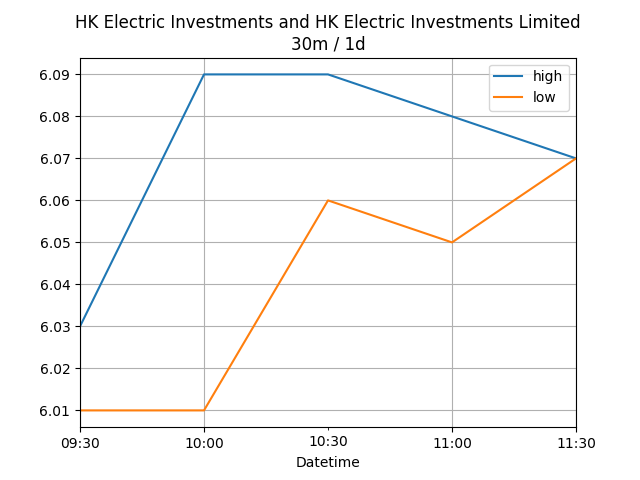 HK Electric Investments and HK Electric Investments Limited
30m / 1d
high
low
6.09
6.08
6.07
6.06
6.05
6.04
6.03
6.02
6.01
09:30 10:00 10:30 11:00 11:30
Datetime